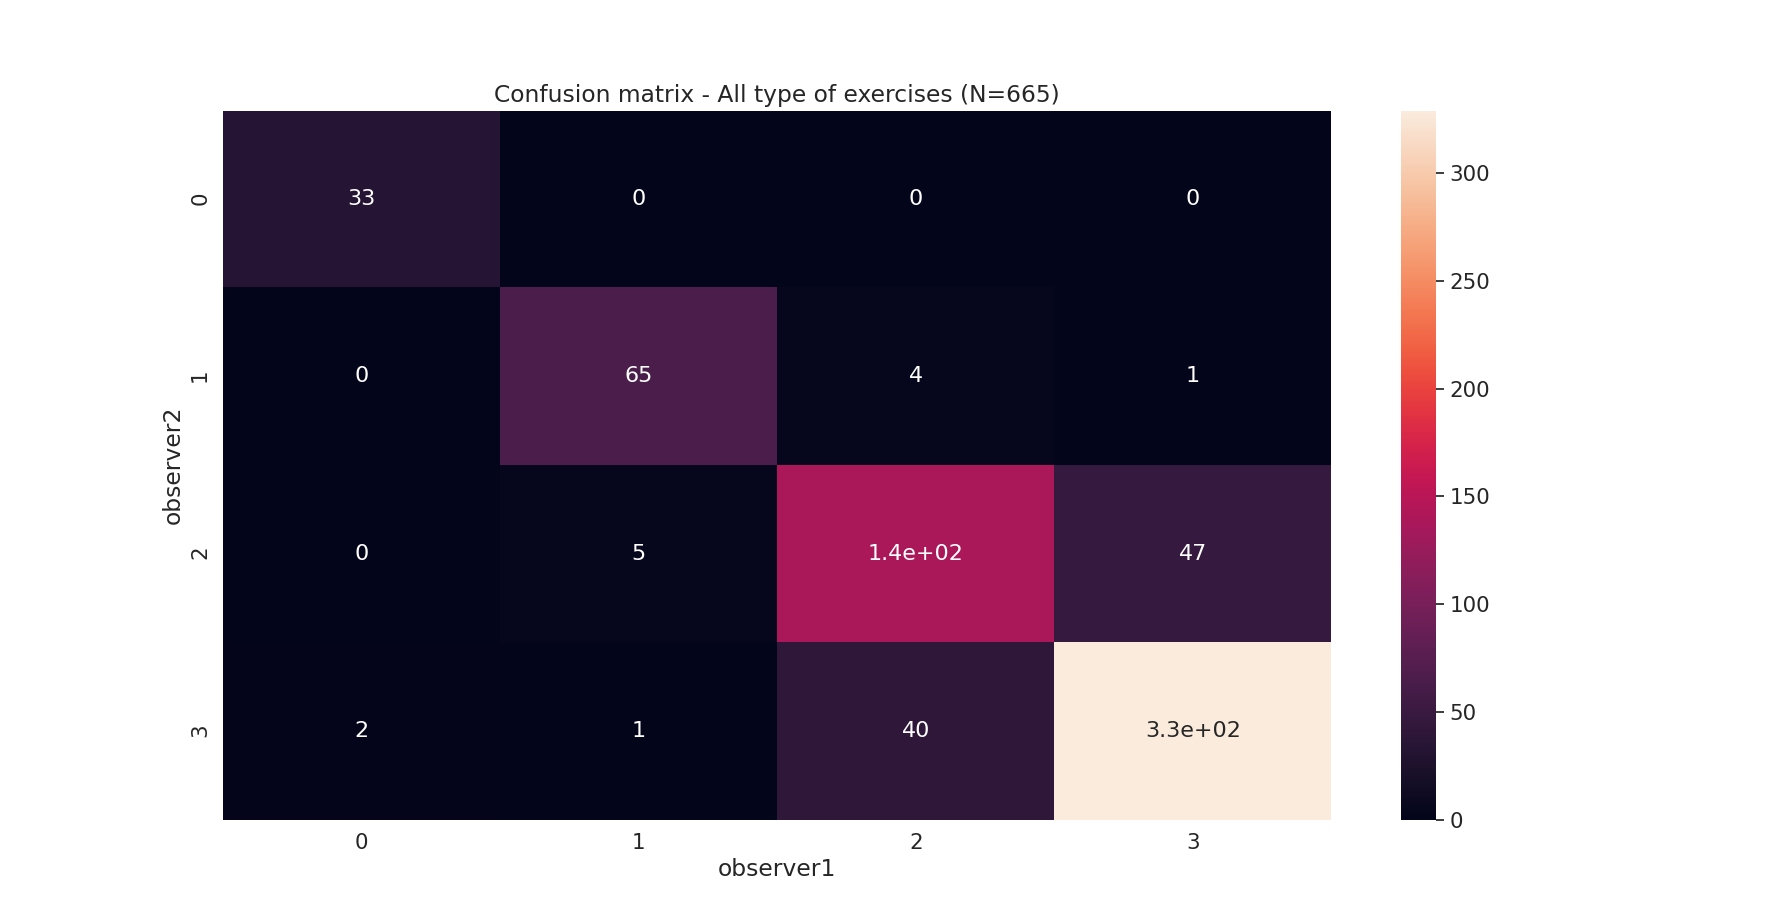 Confusion matrix - All type of exercises (N=665)
33 0 0 0
0 65 4 1
0 5 1.4e+02 47
2 1 40 3.3e+02
0
1
2
3
observer2
0 1 2 3
observer1
300
250
200
150
100
50
0